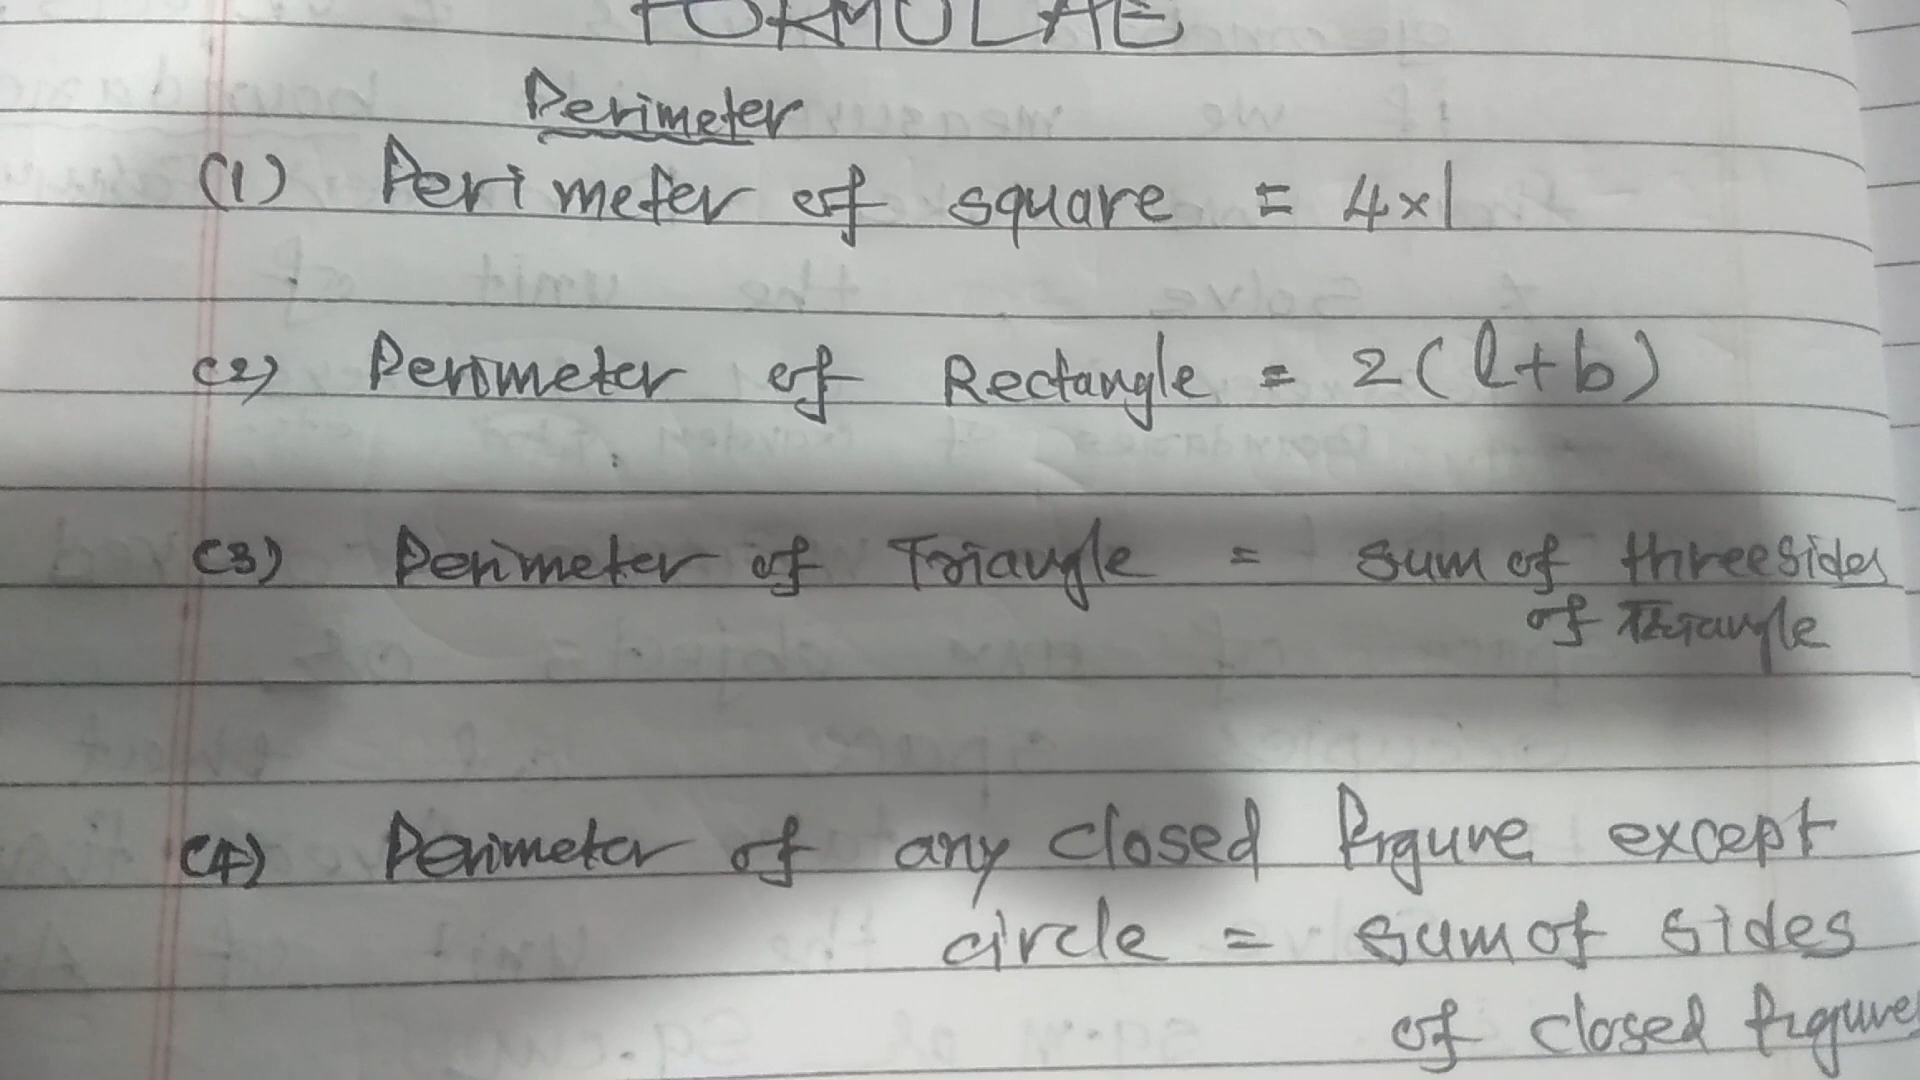 FORMULAE
Perimeter
(1) Perimeter of square = 4×l
(2) Perimeter of Rectangle = 2(l+b)
(3) Perimeter of Triangle = sum of three sides
of Triangle
(4) Perimeter of any closed figure except
circle = sum of sides
of closed figure